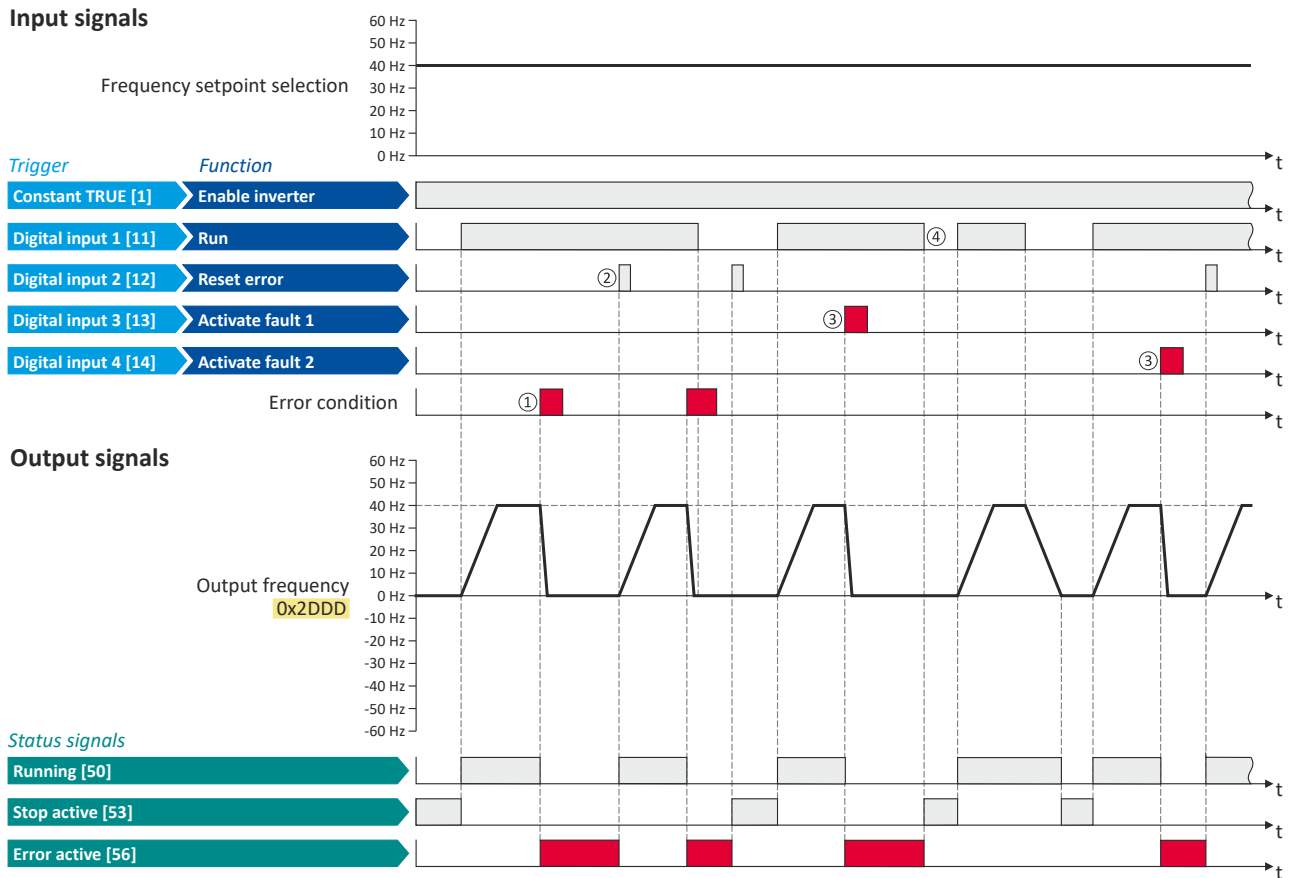 Input signals
60 Hz
50 Hz
40 Hz
30 Hz
20 Hz
10 Hz
0 Hz
Frequency setpoint selection
t
Trigger Function
Constant TRUE [1] Enable inverter
t
Digital input 1 [11] Run ④
t
Digital input 2 [12] Reset error ②
t
Digital input 3 [13] Activate fault 1 ③
t
Digital input 4 [14] Activate fault 2 ③
t
Error condition ①
t
Output signals
60 Hz
50 Hz
40 Hz
30 Hz
20 Hz
10 Hz
0 Hz
-10 Hz
-20 Hz
-30 Hz
-40 Hz
-50 Hz
-60 Hz
Output frequency
0x2DDD
t
Status signals
Running [50]
t
Stop active [53]
t
Error active [56]
t